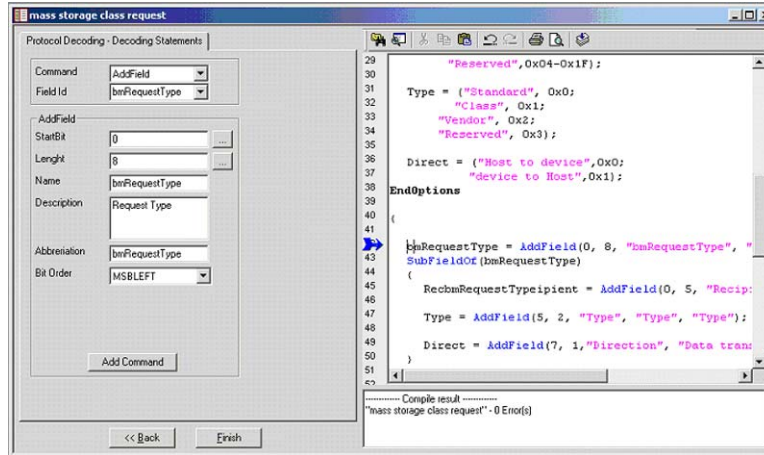 mass storage class request
Protocol Decoding - Decoding Statements
Command
AddField
Field Id
bmRequestType
AddField
StartBit
0
...
Lenght
8
...
Name
bmRequestType
Description
Request Type
Abbreriation
bmRequestType
Bit Order
MSBLEFT
Add Command
<< Back
Finish
29 "Reserved",0x04-0x1F);
30
31 Type = ("Standard", 0x0;
32 "Class", 0x1;
33 "Vendor", 0x2;
34 "Reserved", 0x3);
35
36 Direct = ("Host to device",0x0;
37 "device to Host",0x1);
38 EndOptions
39
40 (
41
bmRequestType = AddField(0, 8, "bmRequestType", "
43 SubFieldOf(bmRequestType)
44 (
45 RecbmRequestTypeipient = AddField(0, 5, "Recip
46
47 Type = AddField(5, 2, "Type", "Type", "Type");
48
49 Direct = AddField(7, 1,"Direction", "Data tran
50 )
51
52
------------ Compile result ------------
"mass storage class request" - 0 Error(s)